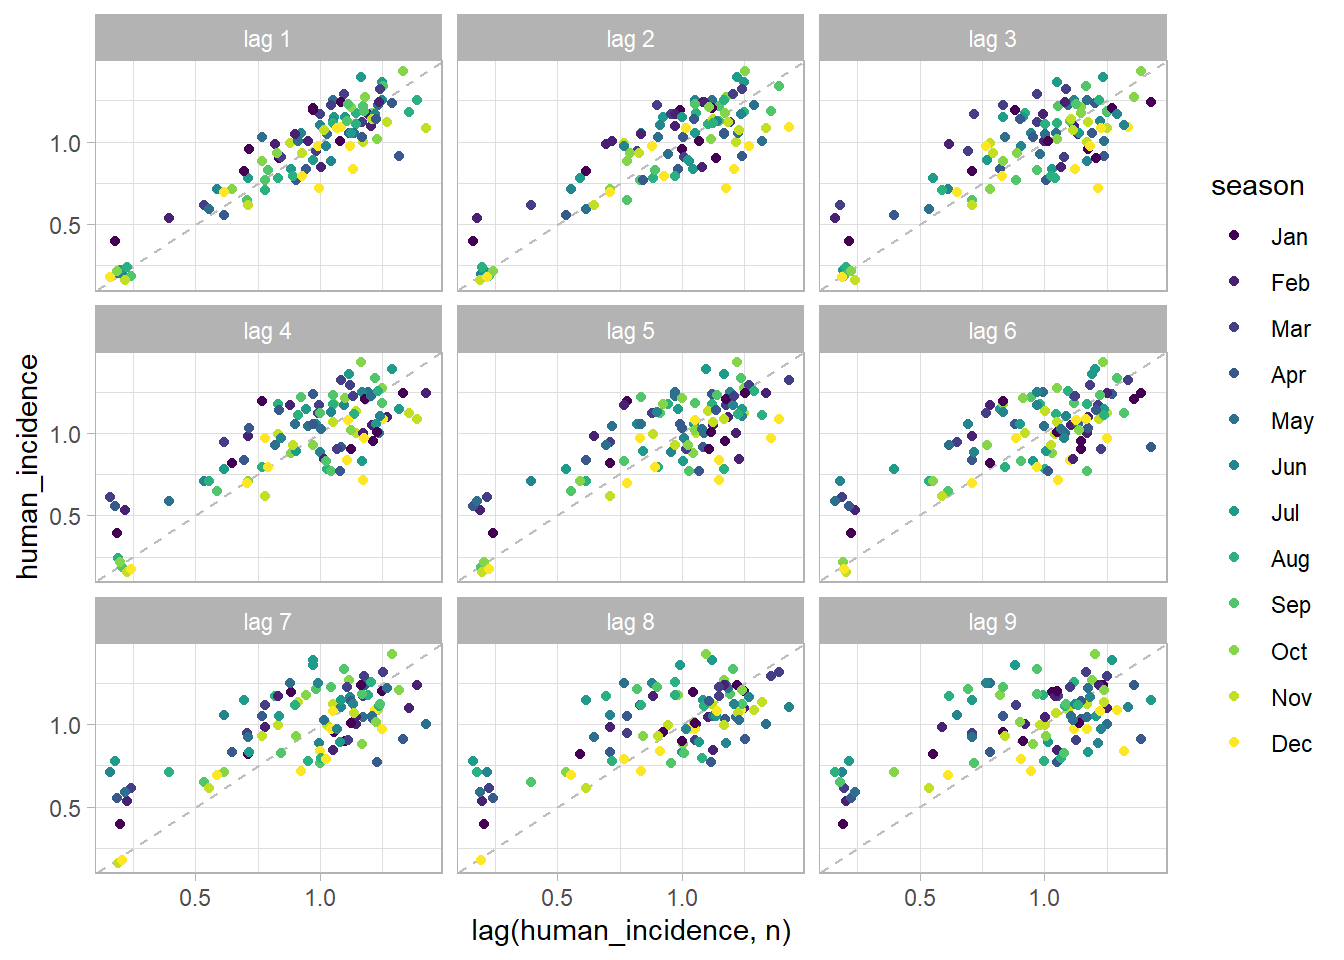 lag 1
lag 2
lag 3
1.0
0.5
lag 4
lag 5
lag 6
1.0
0.5
lag 7
lag 8
lag 9
1.0
0.5
0.5 1.0 0.5 1.0 0.5 1.0
human_incidence
lag(human_incidence, n)
season
Jan
Feb
Mar
Apr
May
Jun
Jul
Aug
Sep
Oct
Nov
Dec